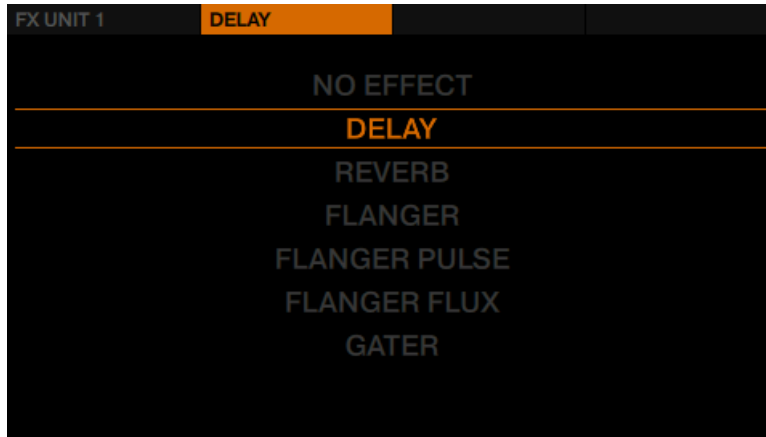 FX UNIT 1 DELAY
NO EFFECT
DELAY
REVERB
FLANGER
FLANGER PULSE
FLANGER FLUX
GATER